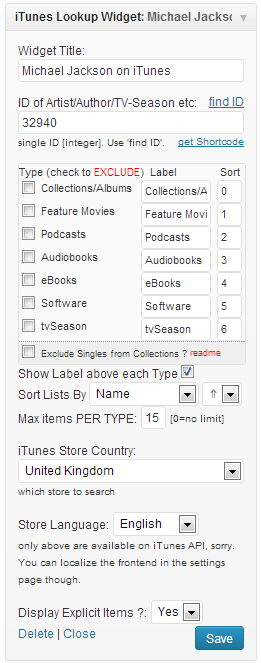 iTunes Lookup Widget: Michael Jackso
Widget Title:
Michael Jackson on iTunes
ID of Artist/Author/TV-Season etc: find ID
32940
single ID [integer]. Use 'find ID'. get Shortcode
Type (check to EXCLUDE) Label Sort
Collections/Albums Collections/A 0
Feature Movies Feature Movi 1
Podcasts Podcasts 2
Audiobooks Audiobooks 3
eBooks eBooks 4
Software Software 5
tvSeason tvSeason 6
Exclude Singles from Collections ? readme
Show Label above each Type
Sort Lists By Name ⇑
Max items PER TYPE: 15 [0=no limit]
iTunes Store Country:
United Kingdom
which store to search
Store Language: English
only above are available on iTunes API, sorry.
You can localize the frontend in the settings
page though.
Display Explicit Items ?: Yes
Delete | Close Save